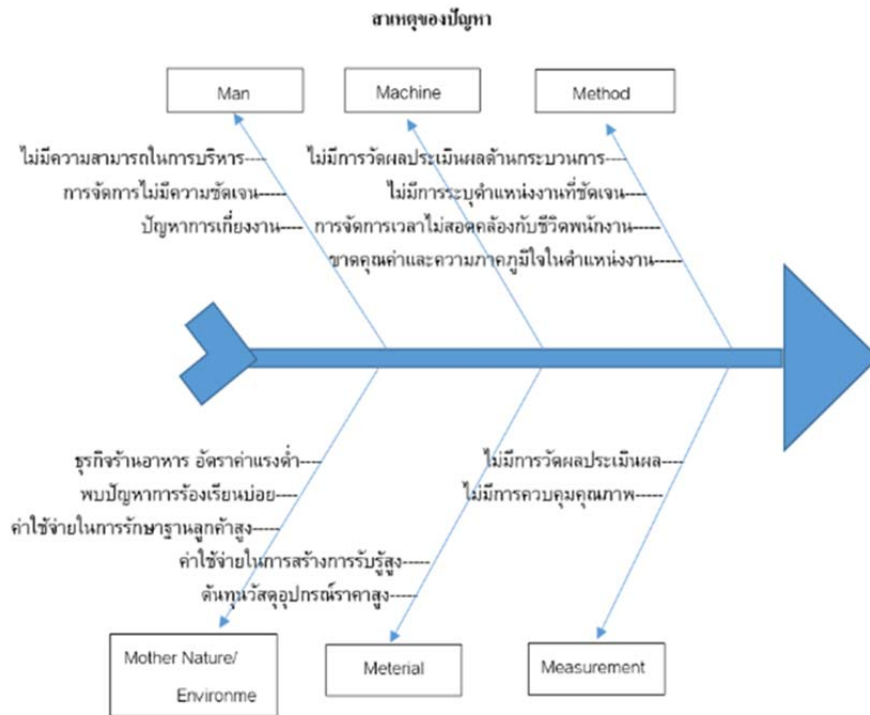 สาเหตุของปัญหา
Man
Machine
Method
ไม่มีความสามารถในการบริหาร----
การจัดการไม่มีความชัดเจน-----
ปัญหาการเกี่ยงงาน----
ไม่มีการวัดผลประเมินผลด้านกระบวนการ----
ไม่มีการระบุตำแหน่งงานที่ชัดเจน-----
การจัดการเวลาไม่สอดคล้องกับชีวิตพนักงาน----
ขาดคุณค่าและความภาคภูมิใจในตำแหน่งงาน-----
ธุรกิจร้านอาหาร อัตราค่าแรงต่ำ----
พบปัญหาการร้องเรียนบ่อย-----
ค่าใช้จ่ายในการรักษาฐานลูกค้าสูง----
ค่าใช้จ่ายในการสร้างการรับรู้สูง----
ต้นทุนวัสดุอุปกรณ์ราคาสูง-----
ไม่มีการวัดผลประเมินผล----
ไม่มีการควบคุมคุณภาพ-----
Mother Nature/
Environme
Meterial
Measurement